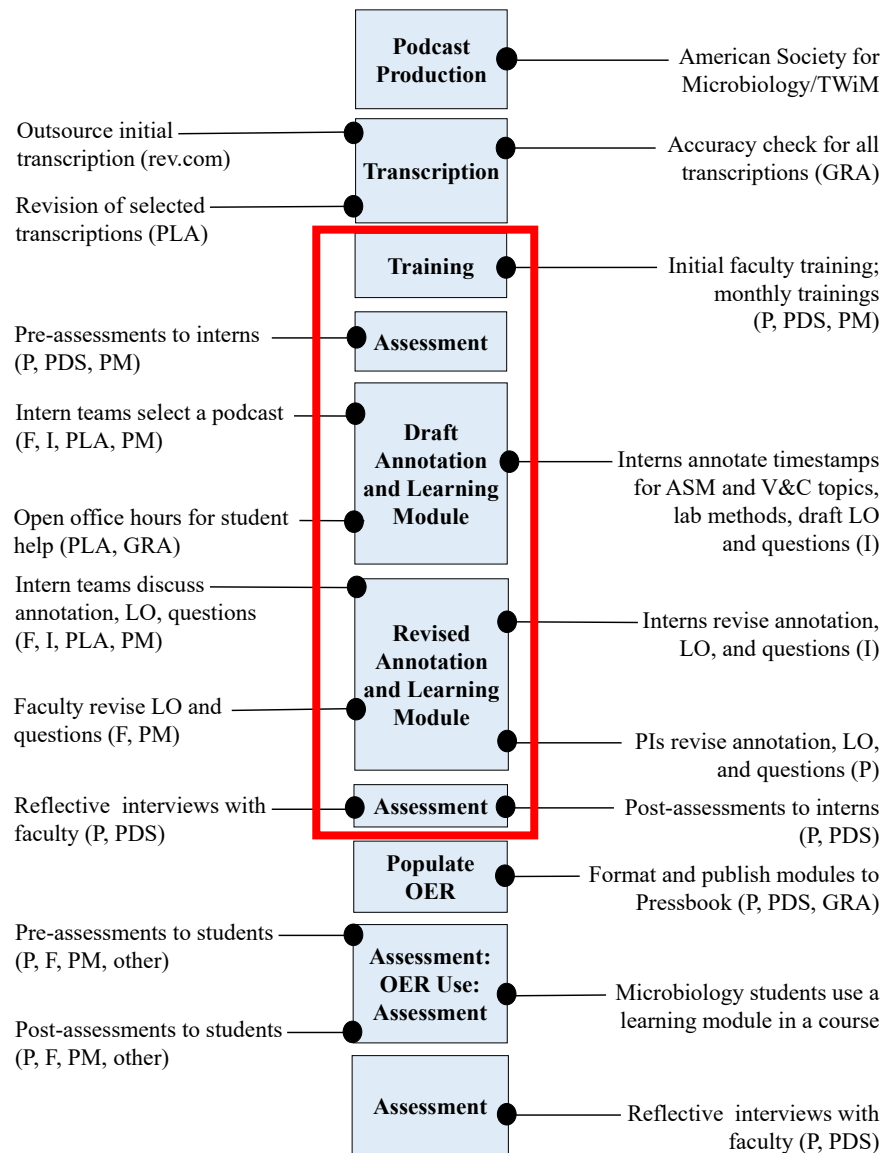 Podcast
Production
American Society for
Microbiology/TWiM
Outsource initial
transcription (rev.com)
Transcription
Accuracy check for all
transcriptions (GRA)
Revision of selected
transcriptions (PLA)
Training
Initial faculty training;
monthly trainings
(P, PDS, PM)
Pre-assessments to interns
(P, PDS, PM)
Assessment
Intern teams select a podcast
(F, I, PLA, PM)
Draft
Annotation
and Learning
Module
Interns annotate timestamps
for ASM and V&C topics,
lab methods, draft LO
and questions (I)
Open office hours for student
help (PLA, GRA)
Intern teams discuss
annotation, LO, questions
(F, I, PLA, PM)
Revised
Annotation
and Learning
Module
Interns revise annotation,
LO, and questions (I)
Faculty revise LO and
questions (F, PM)
PIs revise annotation, LO,
and questions (P)
Reflective interviews with
faculty (P, PDS)
Assessment
Post-assessments to interns
(P, PDS)
Populate
OER
Format and publish modules to
Pressbook (P, PDS, GRA)
Pre-assessments to students
(P, F, PM, other)
Assessment:
OER Use:
Assessment
Microbiology students use a
learning module in a course
Post-assessments to students
(P, F, PM, other)
Assessment
Reflective interviews with
faculty (P, PDS)